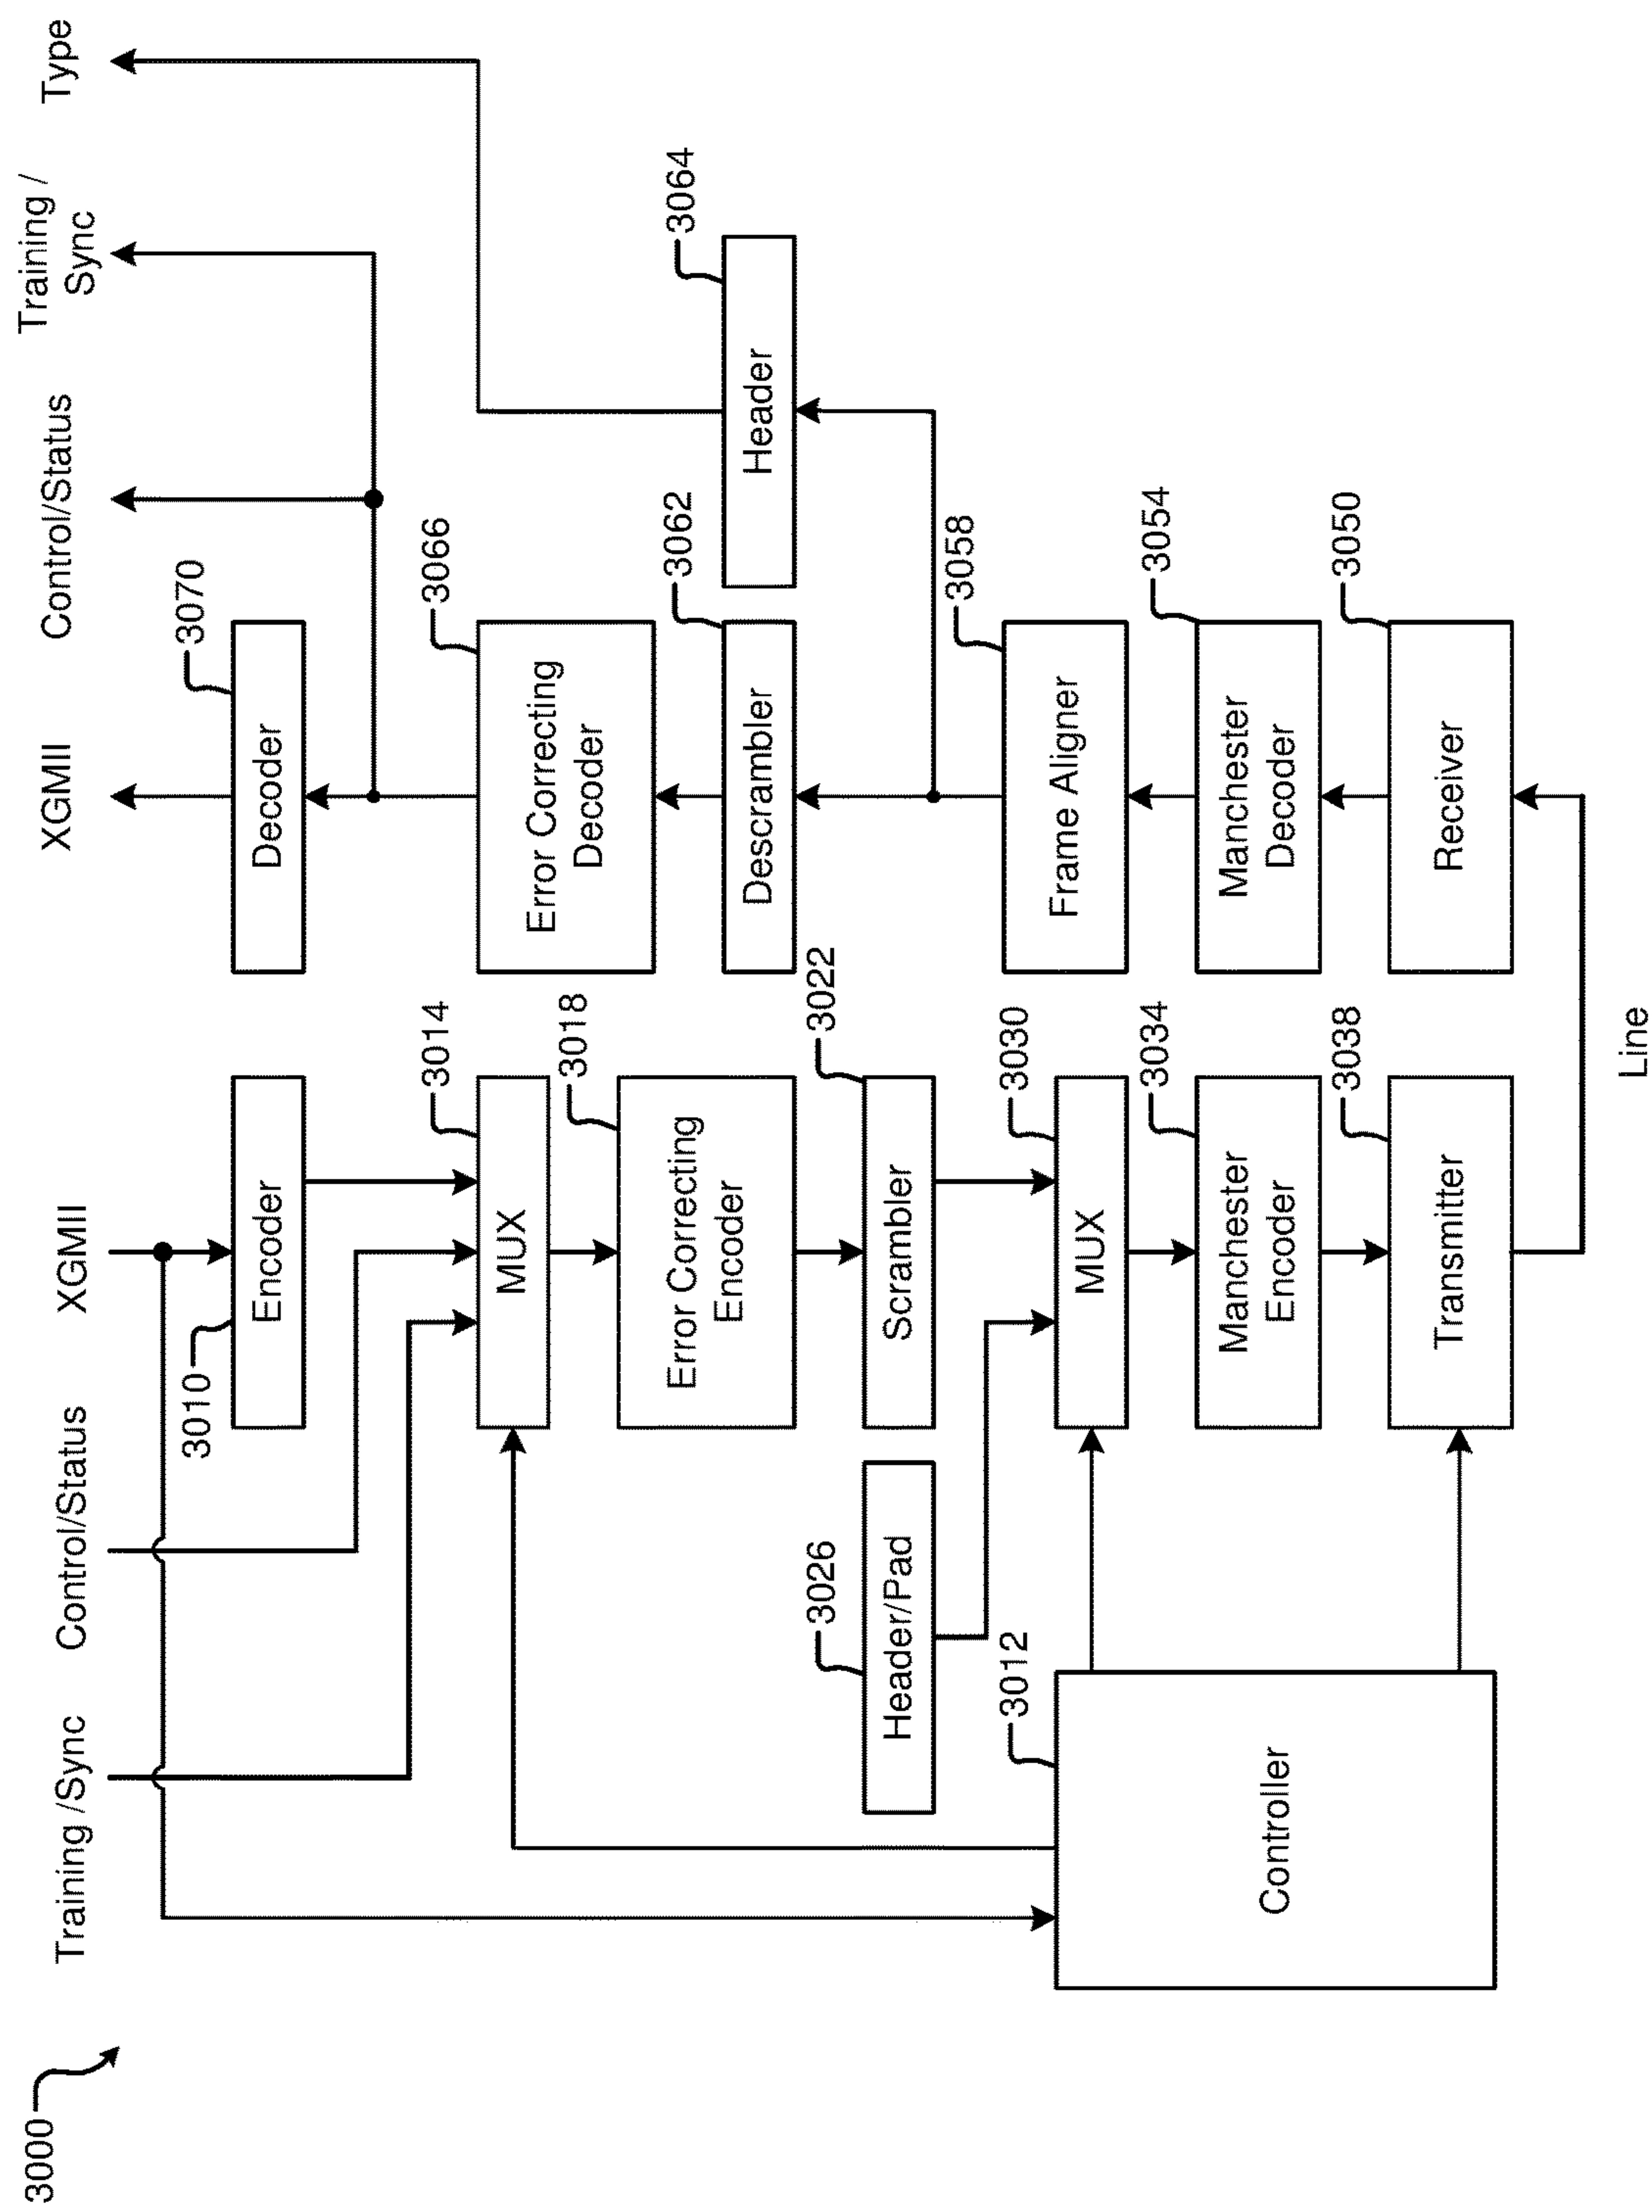 3000
Training /Sync
Control/Status
XGMII
XGMII
Control/Status
Training /
Sync
Type
3010
Encoder
3070
Decoder
3014
MUX
3018
Error Correcting
Encoder
3066
Error Correcting
Decoder
3026
Header/Pad
3022
Scrambler
3062
Descrambler
3064
Header
3012
Controller
3030
MUX
3058
Frame Aligner
3034
Manchester
Encoder
3054
Manchester
Decoder
3038
Transmitter
3050
Receiver
Line